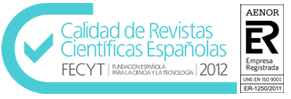 Calidad de Revistas
Científicas Españolas
FECYT
FUNDACIÓN ESPAÑOLA
PARA LA CIENCIA Y LA TECNOLOGÍA
2012
AENOR
ER
Empresa
Registrada
UNE-EN ISO 9001
ER-1250/2011